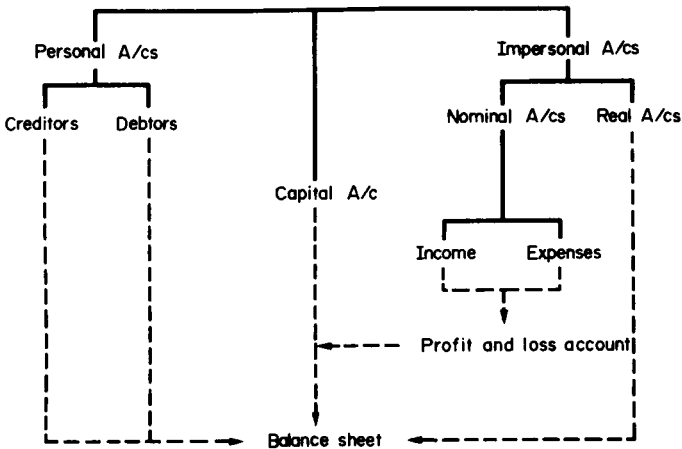 Personal A/cs
Impersonal A/cs
Creditors
Debtors
Nominal A/cs
Real A/cs
Capital A/c
Income
Expenses
Profit and loss account
Balance sheet